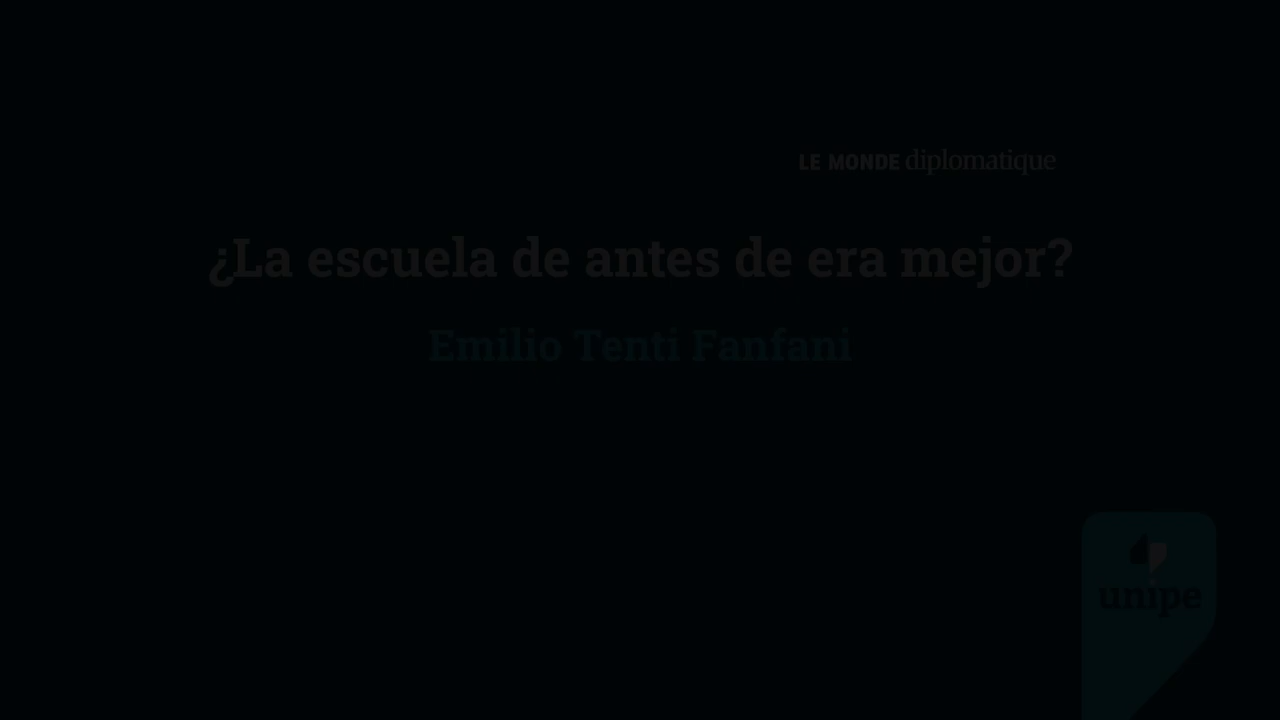 LE MONDE diplomatique
¿La escuela de antes de era mejor?
Emilio Tenti Fanfani
unipe